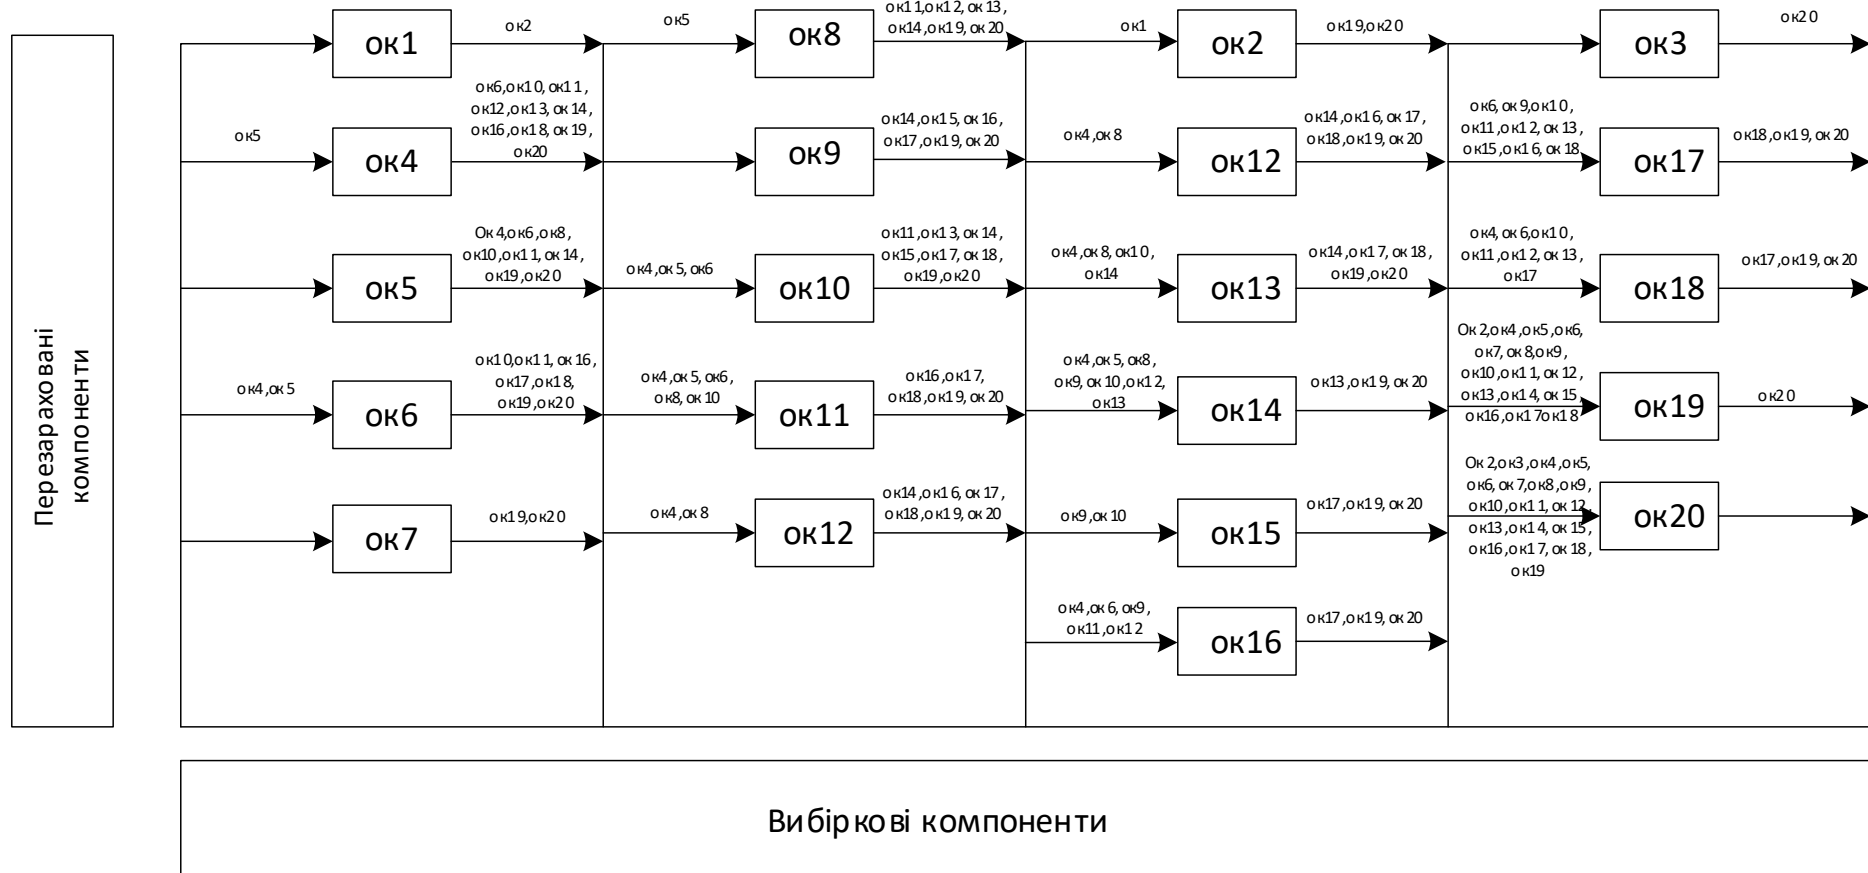 Перезараховані
компоненти
ок1
ок2
ок5
ок4
ок6,ок10,ок11,
ок12,ок13,ок14,
ок16,ок18,ок19,
ок20
ок5
Ок4,ок6,ок8,
ок10,ок11,ок14,
ок19,ок20
ок4,ок5
ок6
ок10,ок11,ок16,
ок17,ок18,
ок19,ок20
ок7
ок19,ок20
ок5
ок8
ок11,ок12,ок13,
ок14,ок19,ок20
ок9
ок14,ок15,ок16,
ок17,ок19,ок20
ок4,ок5,ок6
ок10
ок11,ок13,ок14,
ок15,ок17,ок18,
ок19,ок20
ок4,ок5,ок6,
ок8,ок10
ок11
ок16,ок17,
ок18,ок19,ок20
ок4,ок8
ок12
ок14,ок16,ок17,
ок18,ок19,ок20
ок1
ок2
ок19,ок20
ок4,ок8
ок12
ок14,ок16,ок17,
ок18,ок19,ок20
ок4,ок8,ок10,
ок14
ок13
ок14,ок17,ок18,
ок19,ок20
ок4,ок5,ок8,
ок9,ок10,ок12,
ок13
ок14
ок13,ок19,ок20
ок9,ок10
ок15
ок17,ок19,ок20
ок4,ок6,ок9,
ок11,ок12
ок16
ок17,ок19,ок20
ок3
ок20
ок6,ок9,ок10,
ок11,ок12,ок13,
ок15,ок16,ок18
ок17
ок18,ок19,ок20
ок4,ок6,ок10,
ок11,ок12,ок13,
ок17
ок18
ок17,ок19,ок20
Ок2,ок4,ок5,ок6,
ок7,ок8,ок9,
ок10,ок11,ок12,
ок13,ок14,ок15,
ок16,ок17ок18
ок19
ок20
Ок2,ок3,ок4,ок5,
ок6,ок7,ок8,ок9,
ок10,ок11,ок12,
ок13,ок14,ок15,
ок16,ок17,ок18,
ок19
ок20
Вибіркові компоненти